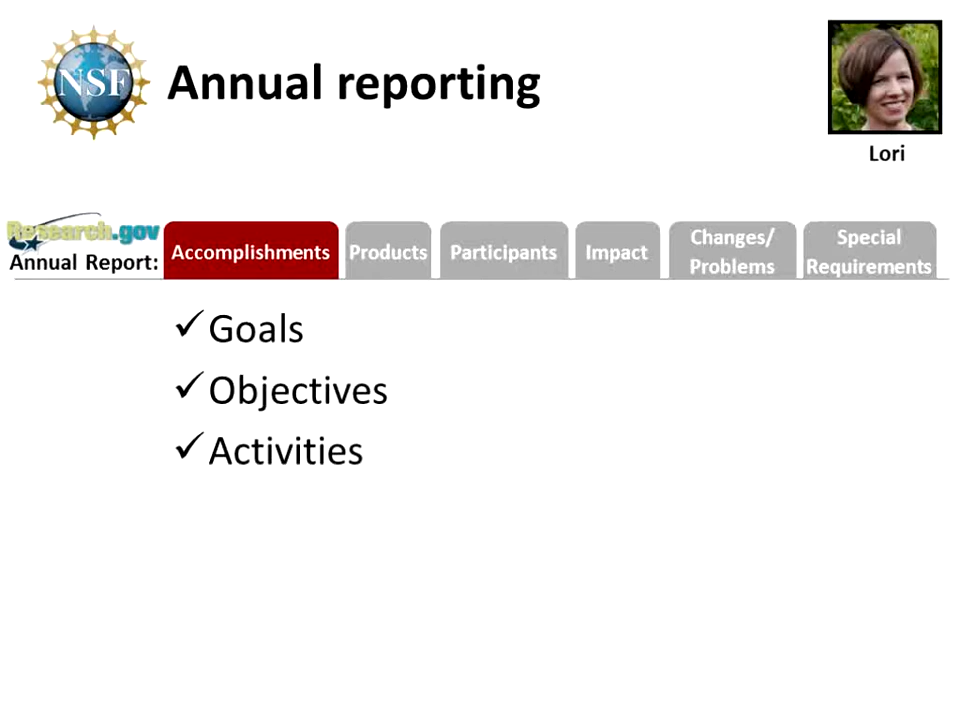 NSF
Annual reporting
Lori
Research.gov
Annual Report:
Accomplishments
Products
Participants
Impact
Changes/
Problems
Special
Requirements
✓ Goals
✓ Objectives
✓ Activities